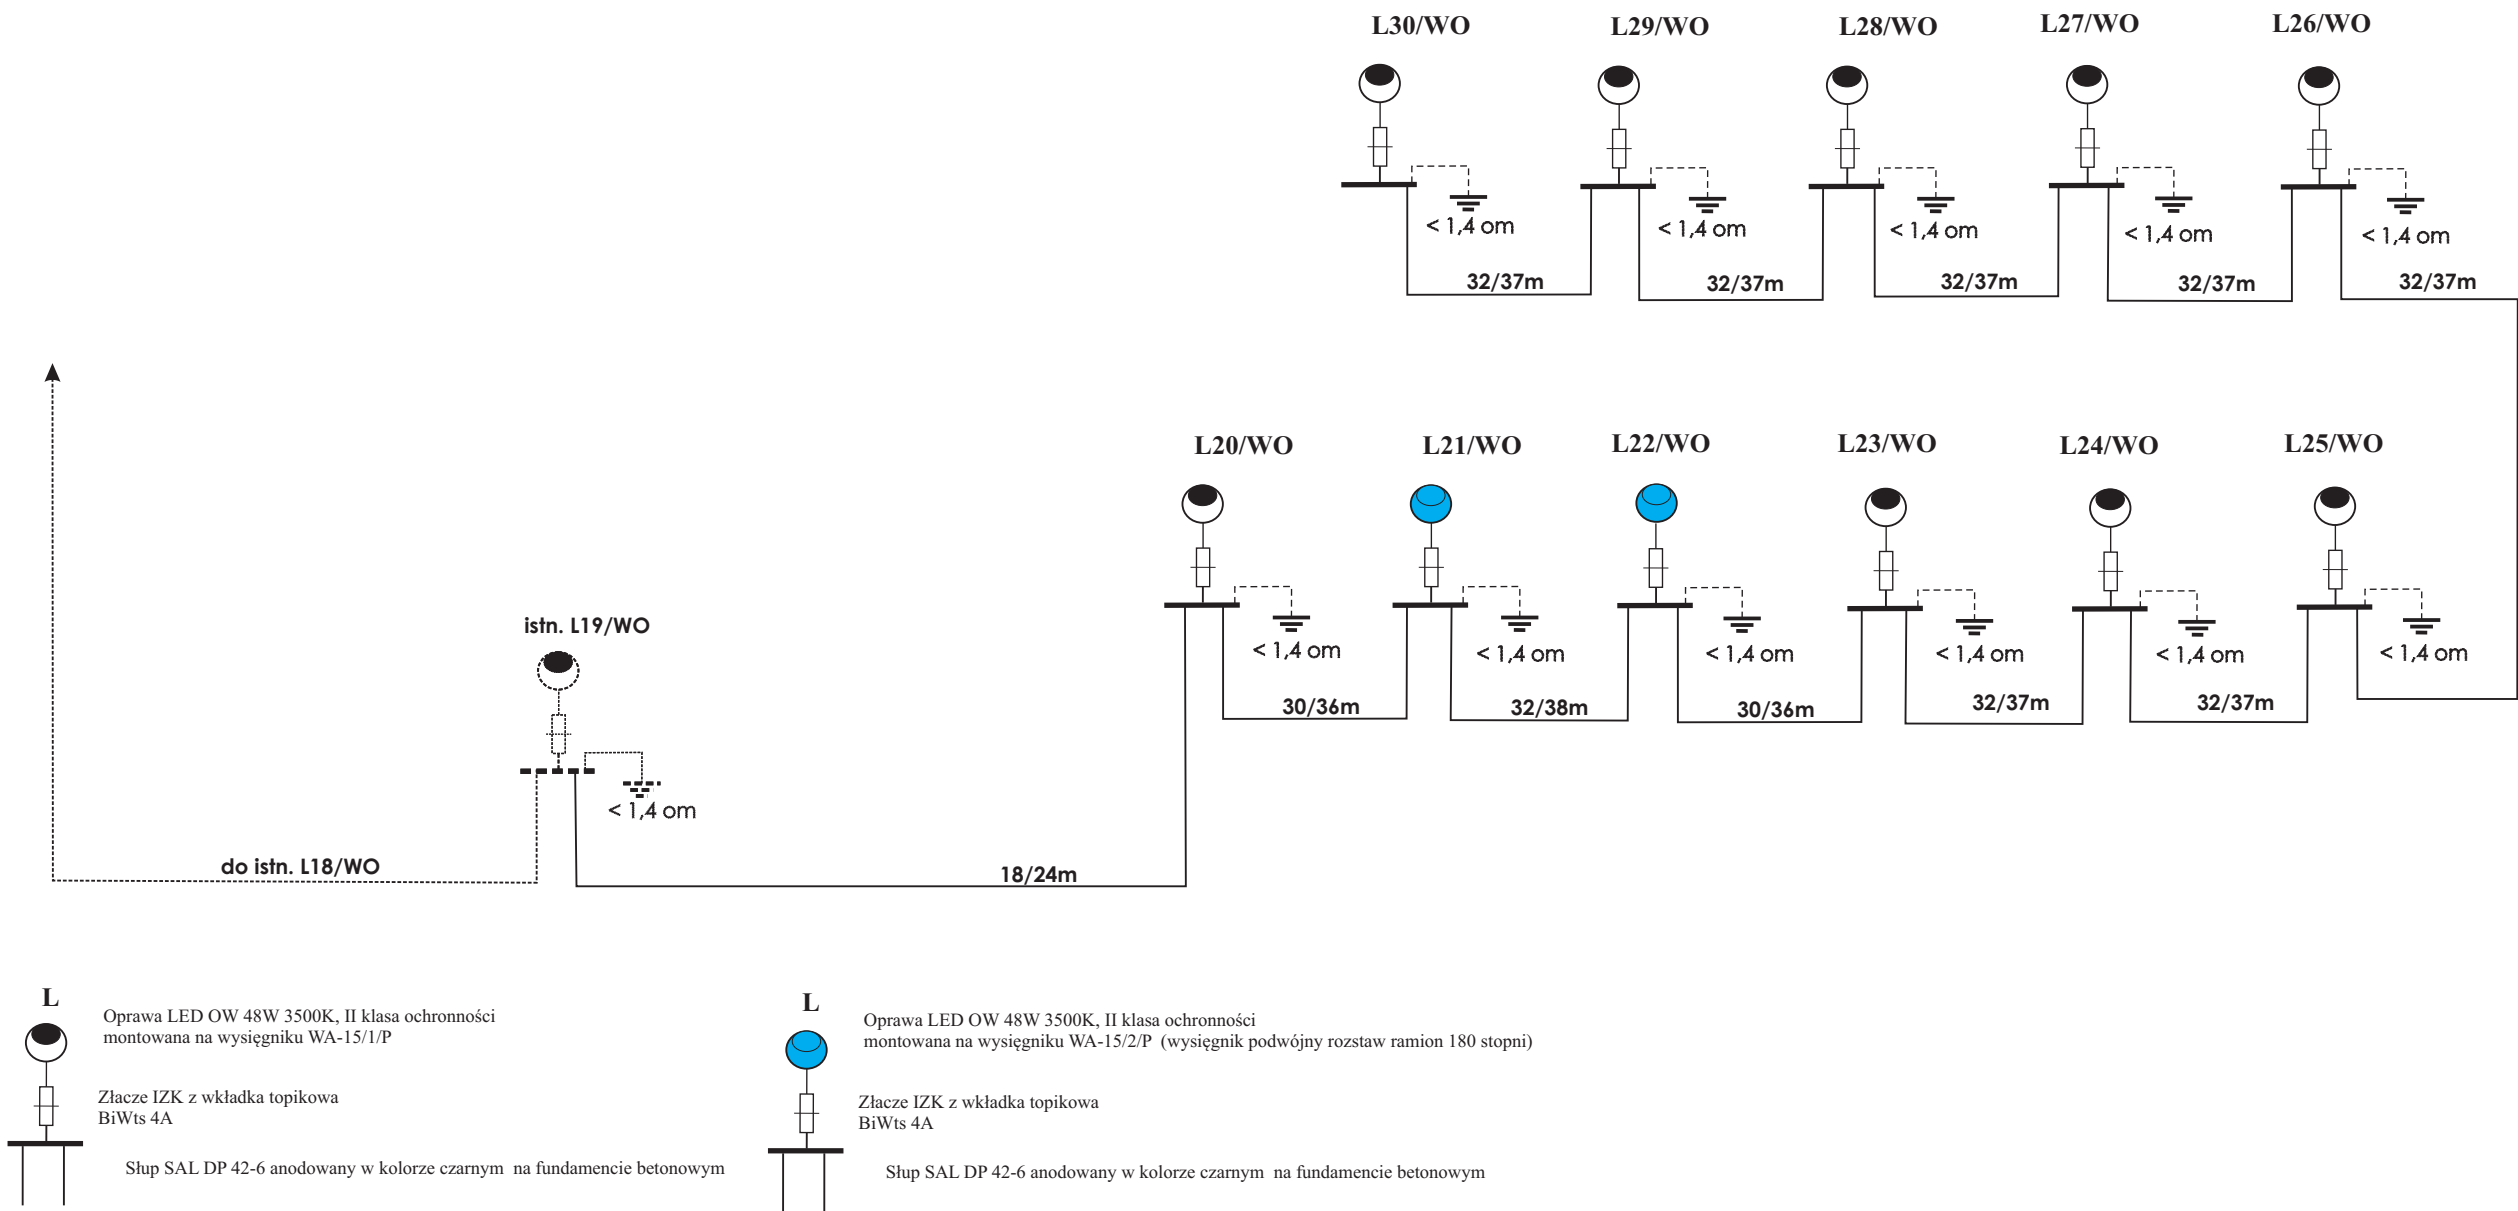 L30/WO
L29/WO
L28/WO
L27/WO
L26/WO
< 1,4 om
< 1,4 om
< 1,4 om
< 1,4 om
< 1,4 om
32/37m
32/37m
32/37m
32/37m
32/37m
L20/WO
L21/WO
L22/WO
L23/WO
L24/WO
L25/WO
istn. L19/WO
< 1,4 om
< 1,4 om
< 1,4 om
< 1,4 om
< 1,4 om
< 1,4 om
30/36m
32/38m
30/36m
32/37m
32/37m
< 1,4 om
do istn. L18/WO
18/24m
L
Oprawa LED OW 48W 3500K, II klasa ochronności
montowana na wysięgniku WA-15/1/P
Złacze IZK z wkładka topikowa
BiWts 4A
Słup SAL DP 42-6 anodowany w kolorze czarnym  na fundamencie betonowym
L
Oprawa LED OW 48W 3500K, II klasa ochronności
montowana na wysięgniku WA-15/2/P  (wysięgnik podwójny rozstaw ramion 180 stopni)
Złacze IZK z wkładka topikowa
BiWts 4A
Słup SAL DP 42-6 anodowany w kolorze czarnym  na fundamencie betonowym